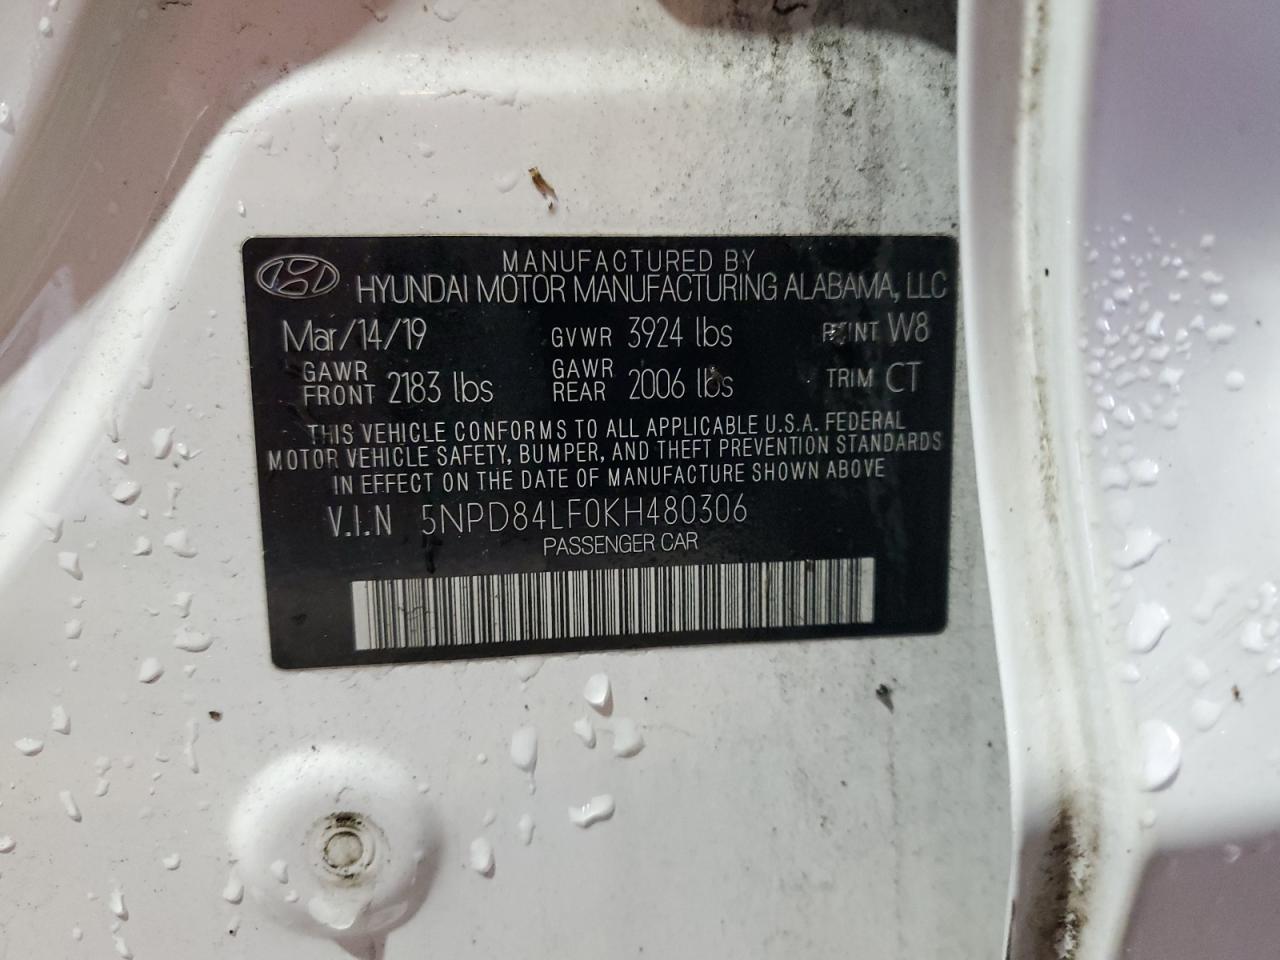 MANUFACTURED BY
HYUNDAI MOTOR MANUFACTURING ALABAMA, LLC
Mar/14/19 GVWR 3924 lbs PAINT W8
GAWR FRONT 2183 lbs GAWR REAR 2006 lbs TRIM CT
THIS VEHICLE CONFORMS TO ALL APPLICABLE U.S.A. FEDERAL
MOTOR VEHICLE SAFETY, BUMPER, AND THEFT PREVENTION STANDARDS
IN EFFECT ON THE DATE OF MANUFACTURE SHOWN ABOVE
V.I.N 5NPD84LF0KH480306
PASSENGER CAR